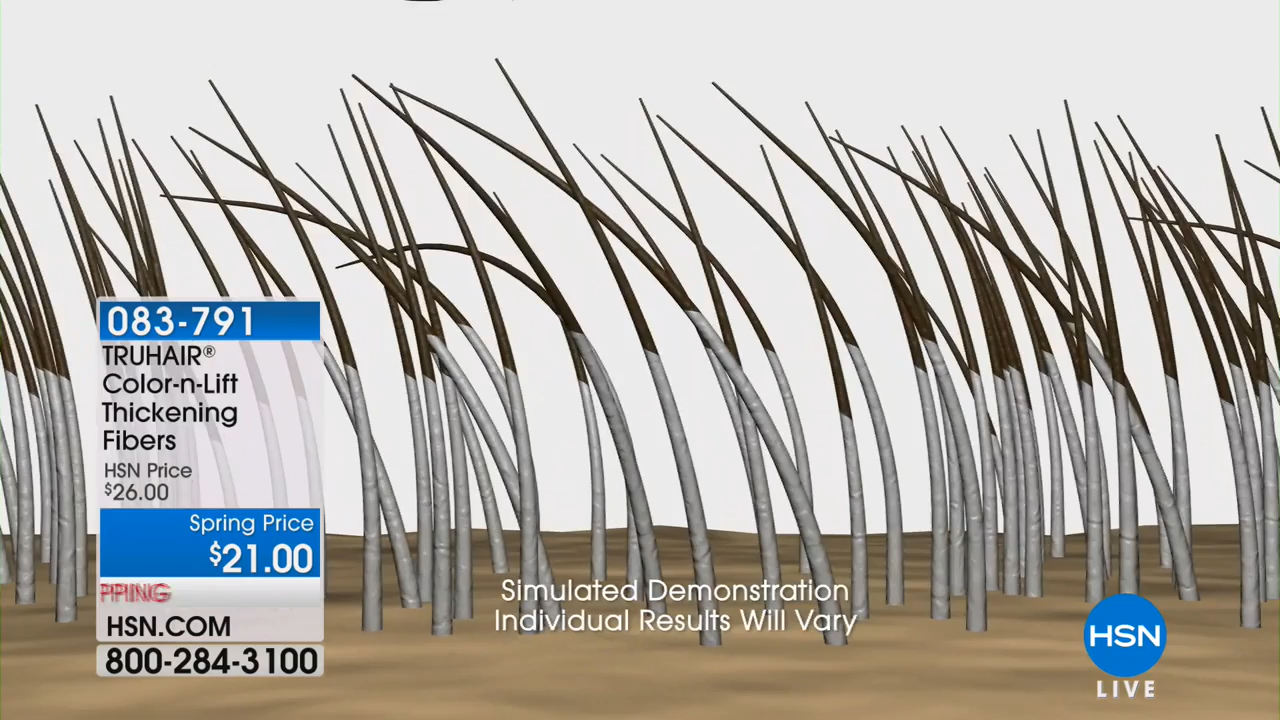 083-791
TRUHAIR®
Color-n-Lift
Thickening
Fibers
HSN Price
$26.00
Spring Price
$21.00
PPING
HSN.COM
800-284-3100
Simulated Demonstration
Individual Results Will Vary
HSN
LIVE